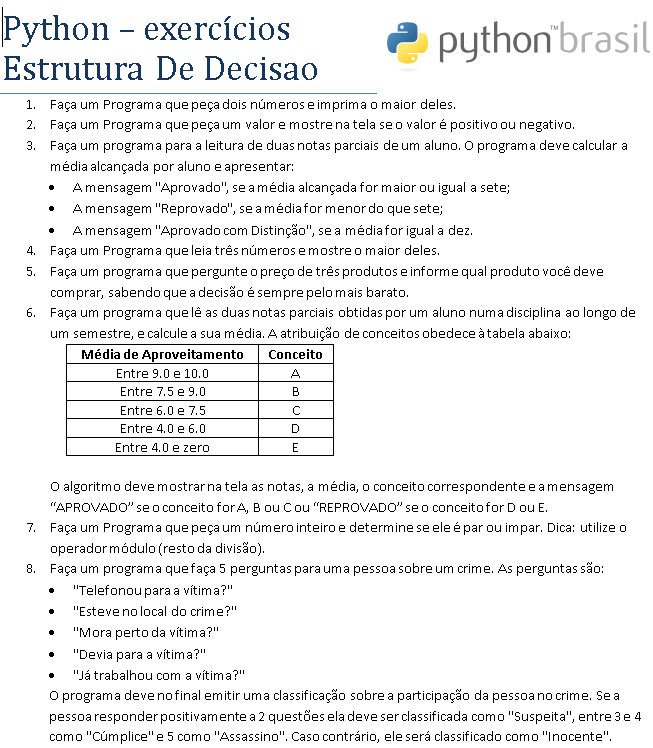 Python – exercícios
Estrutura De Decisao
python™brasil
1. Faça um Programa que peça dois números e imprima o maior deles.
2. Faça um Programa que peça um valor e mostre na tela se o valor é positivo ou negativo.
3. Faça um programa para a leitura de duas notas parciais de um aluno. O programa deve calcular a
média alcançada por aluno e apresentar:
• A mensagem "Aprovado", se a média alcançada for maior ou igual a sete;
• A mensagem "Reprovado", se a média for menor do que sete;
• A mensagem "Aprovado com Distinção", se a média for igual a dez.
4. Faça um Programa que leia três números e mostre o maior deles.
5. Faça um programa que pergunte o preço de três produtos e informe qual produto você deve
comprar, sabendo que a decisão é sempre pelo mais barato.
6. Faça um programa que lê as duas notas parciais obtidas por um aluno numa disciplina ao longo de
um semestre, e calcule a sua média. A atribuição de conceitos obedece à tabela abaixo:
Média de Aproveitamento Conceito
Entre 9.0 e 10.0 A
Entre 7.5 e 9.0 B
Entre 6.0 e 7.5 C
Entre 4.0 e 6.0 D
Entre 4.0 e zero E
O algoritmo deve mostrar na tela as notas, a média, o conceito correspondente e a mensagem
“APROVADO” se o conceito for A, B ou C ou “REPROVADO” se o conceito for D ou E.
7. Faça um Programa que peça um número inteiro e determine se ele é par ou impar. Dica: utilize o
operador módulo (resto da divisão).
8. Faça um programa que faça 5 perguntas para uma pessoa sobre um crime. As perguntas são:
• "Telefonou para a vítima?"
• "Esteve no local do crime?"
• "Mora perto da vítima?"
• "Devia para a vítima?"
• "Já trabalhou com a vítima?"
O programa deve no final emitir uma classificação sobre a participação da pessoa no crime. Se a
pessoa responder positivamente a 2 questões ela deve ser classificada como "Suspeita", entre 3 e 4
como "Cúmplice" e 5 como "Assassino". Caso contrário, ele será classificado como "Inocente".